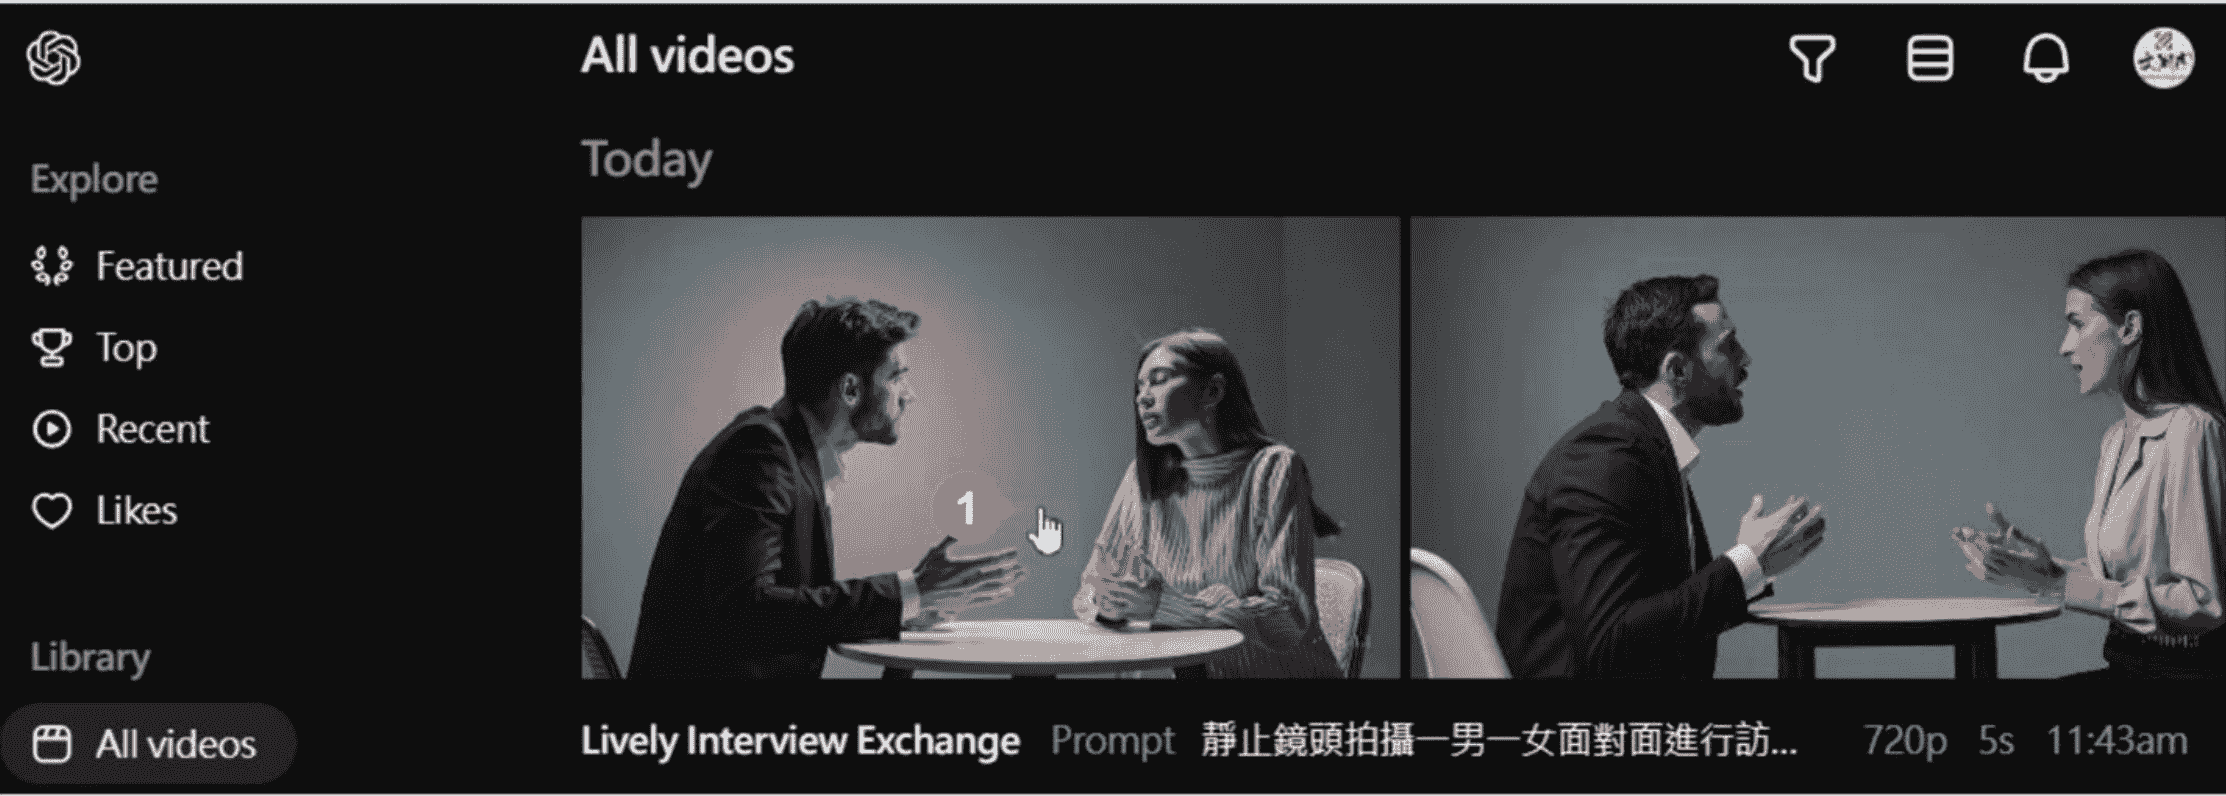 All videos
Today
Explore
Featured
Top
Recent
Likes
Library
All videos
1
Lively Interview Exchange Prompt 靜止鏡頭拍攝一男一女面對面進行訪... 720p 5s 11:43am